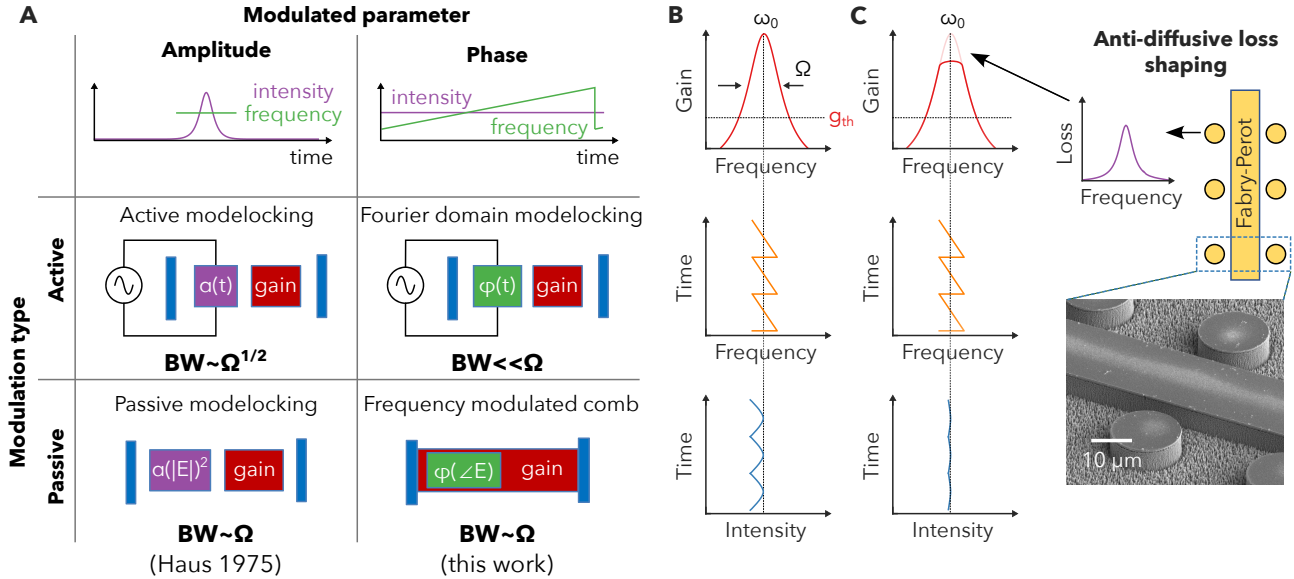 A
Modulated parameter
Amplitude
Phase
intensity
frequency
time
intensity
frequency
time
Modulation type
Active
Active modelocking
α(t)
gain
BW~Ω^1/2
Fourier domain modelocking
φ(t)
gain
BW<<Ω
Passive
Passive modelocking
α(|E|)²
gain
BW~Ω
(Haus 1975)
Frequency modulated comb
φ(∠E)
gain
BW~Ω
(this work)
B
ω₀
Gain
Ω
g_th
Frequency
Time
Frequency
Time
Intensity
C
ω₀
Gain
Frequency
Time
Frequency
Time
Intensity
Anti-diffusive loss
shaping
Loss
Frequency
Fabry-Perot
10 μm